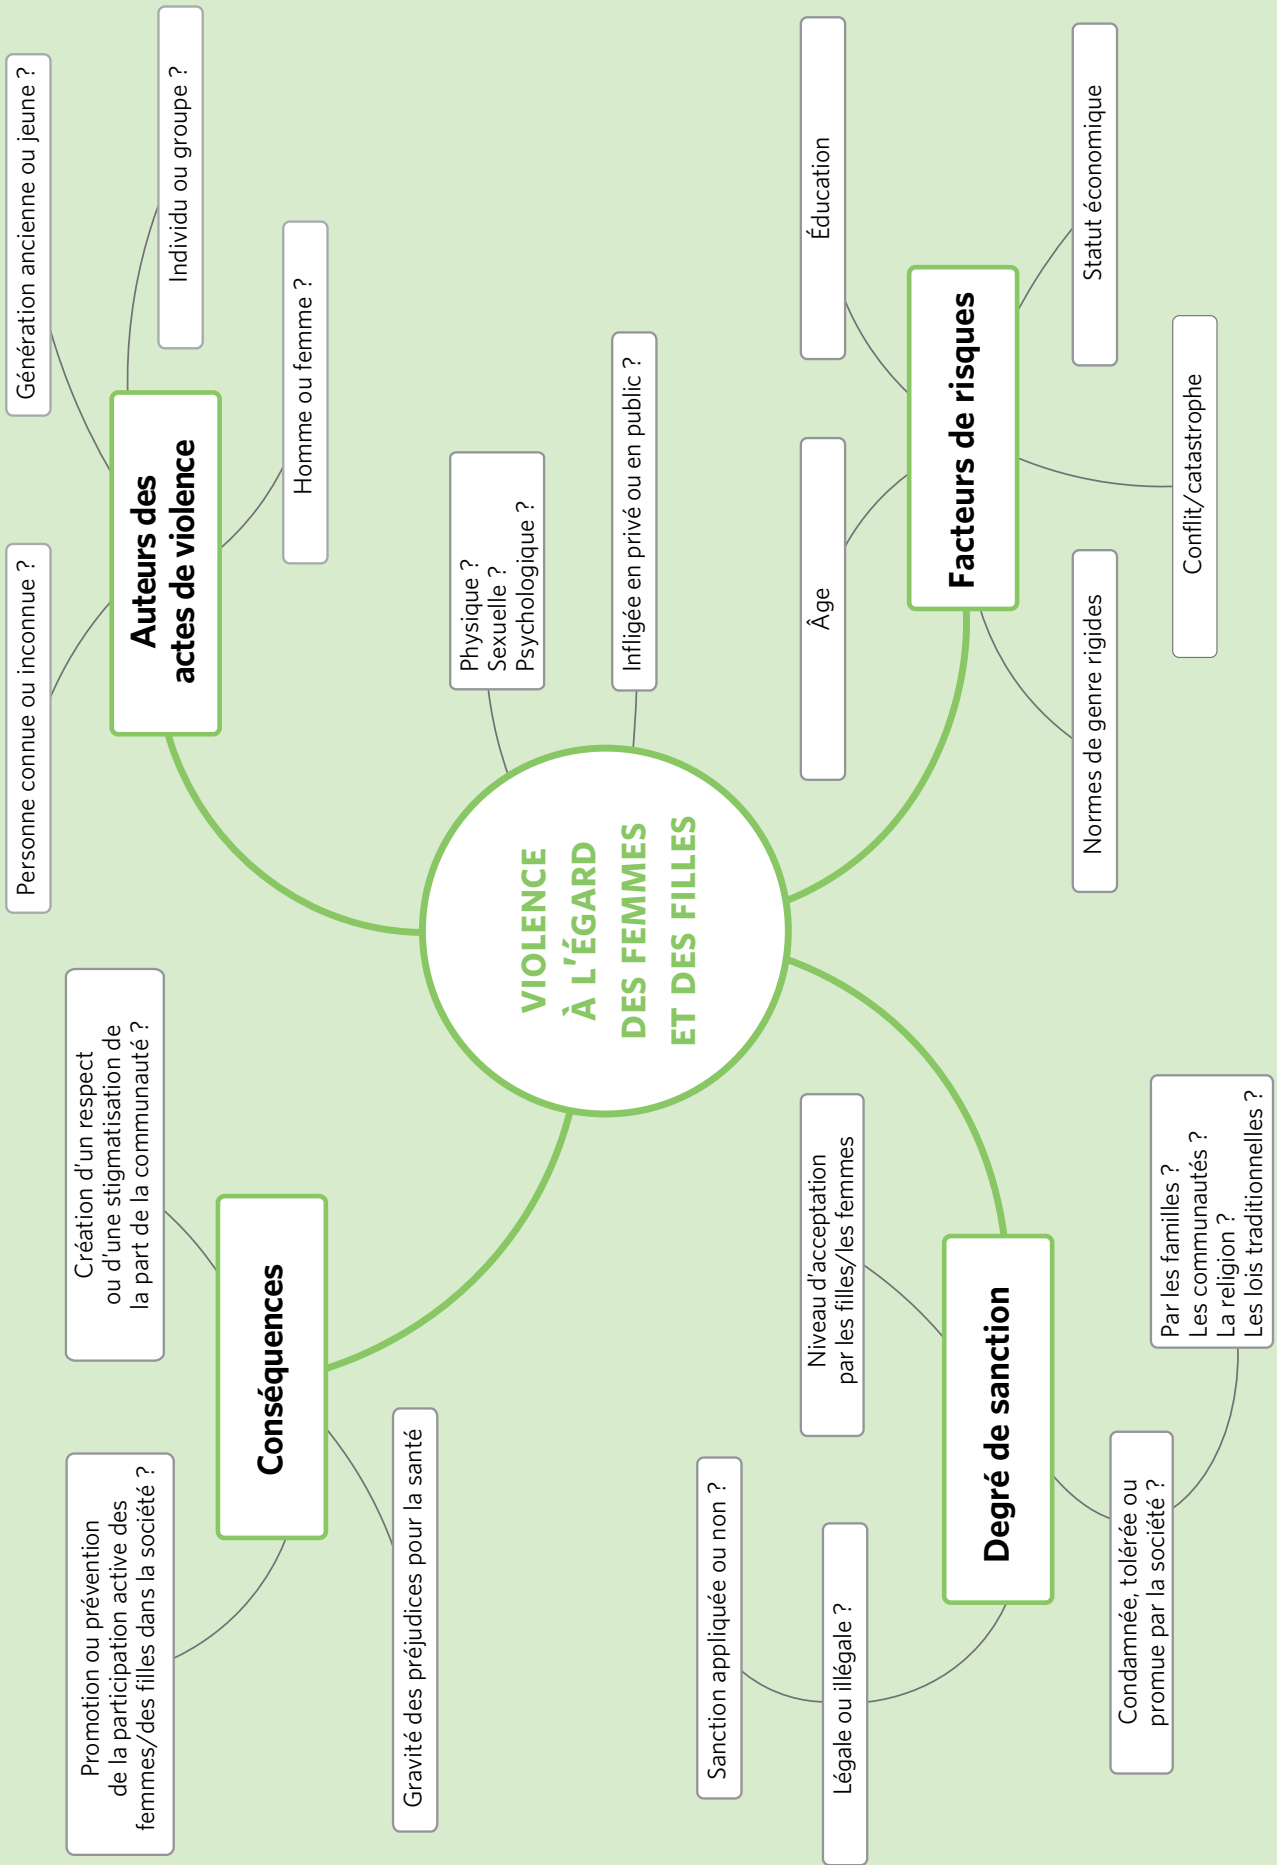 Promotion ou prévention
de la participation active des
femmes/des filles dans la société ?
Création d'un respect
ou d'une stigmatisation de
la part de la communauté ?
Conséquences
Gravité des préjudices pour la santé
Personne connue ou inconnue ?
Génération ancienne ou jeune ?
Individu ou groupe ?
Auteurs des
actes de violence
Homme ou femme ?
Physique ?
Sexuelle ?
Psychologique ?
Infligée en privé ou en public ?
VIOLENCE
À L'ÉGARD
DES FEMMES
ET DES FILLES
Sanction appliquée ou non ?
Légale ou illégale ?
Niveau d'acceptation
par les filles/les femmes
Degré de sanction
Condamnée, tolérée ou
promue par la société ?
Par les familles ?
Les communautés ?
La religion ?
Les lois traditionnelles ?
Âge
Éducation
Facteurs de risques
Normes de genre rigides
Conflit/catastrophe
Statut économique